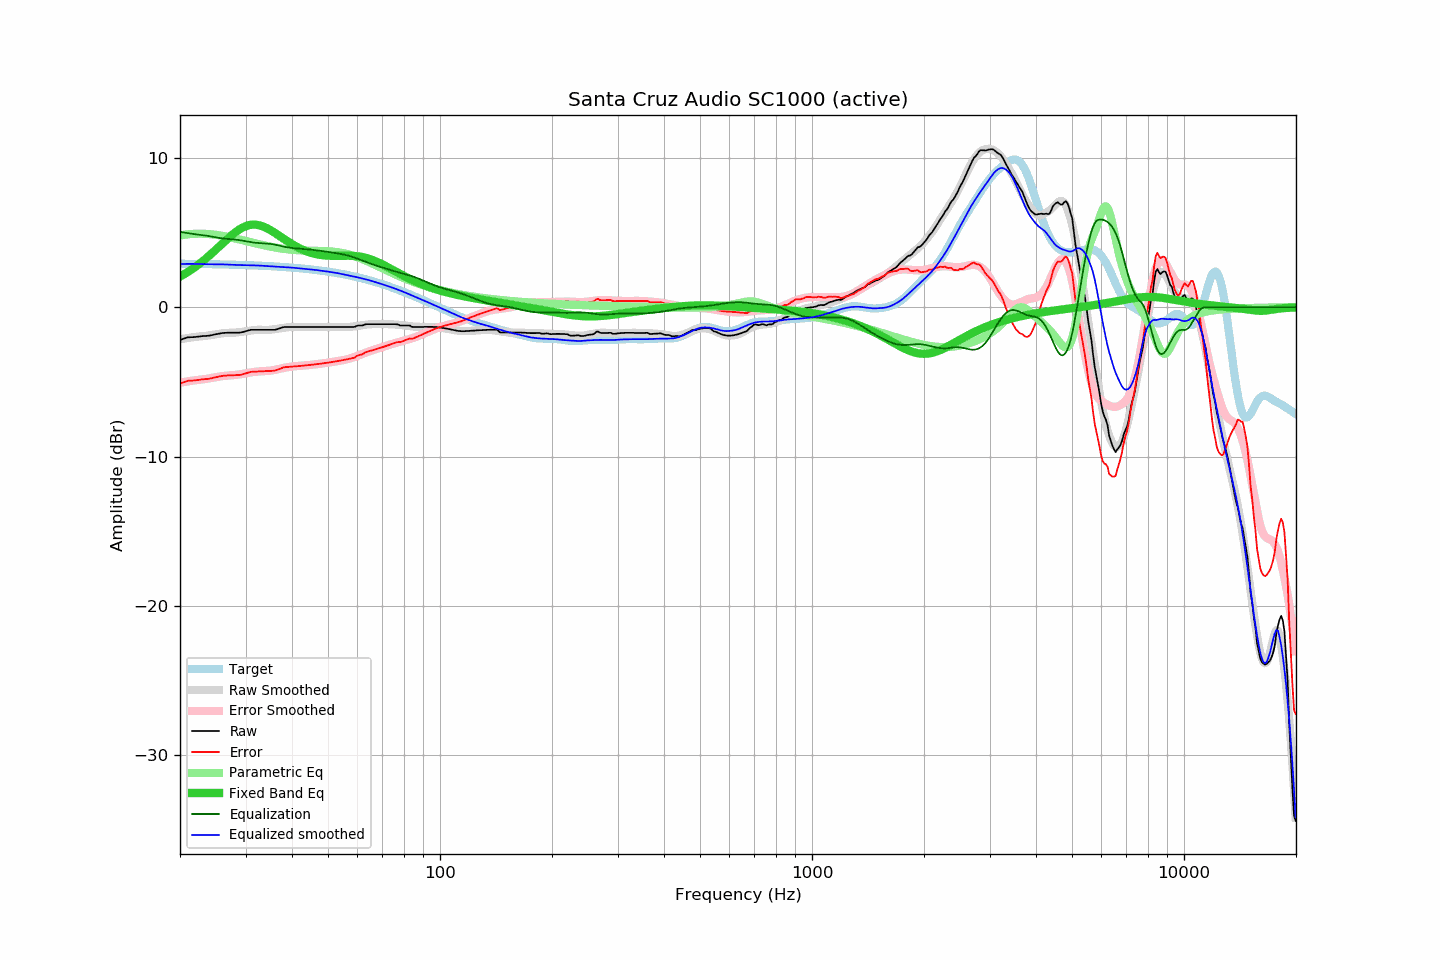 Santa Cruz Audio SC1000 (active)
10
0
−10
−20
−30
Amplitude (dBr)
Target
Raw Smoothed
Error Smoothed
Raw
Error
Parametric Eq
Fixed Band Eq
Equalization
Equalized smoothed
100
1000
10000
Frequency (Hz)